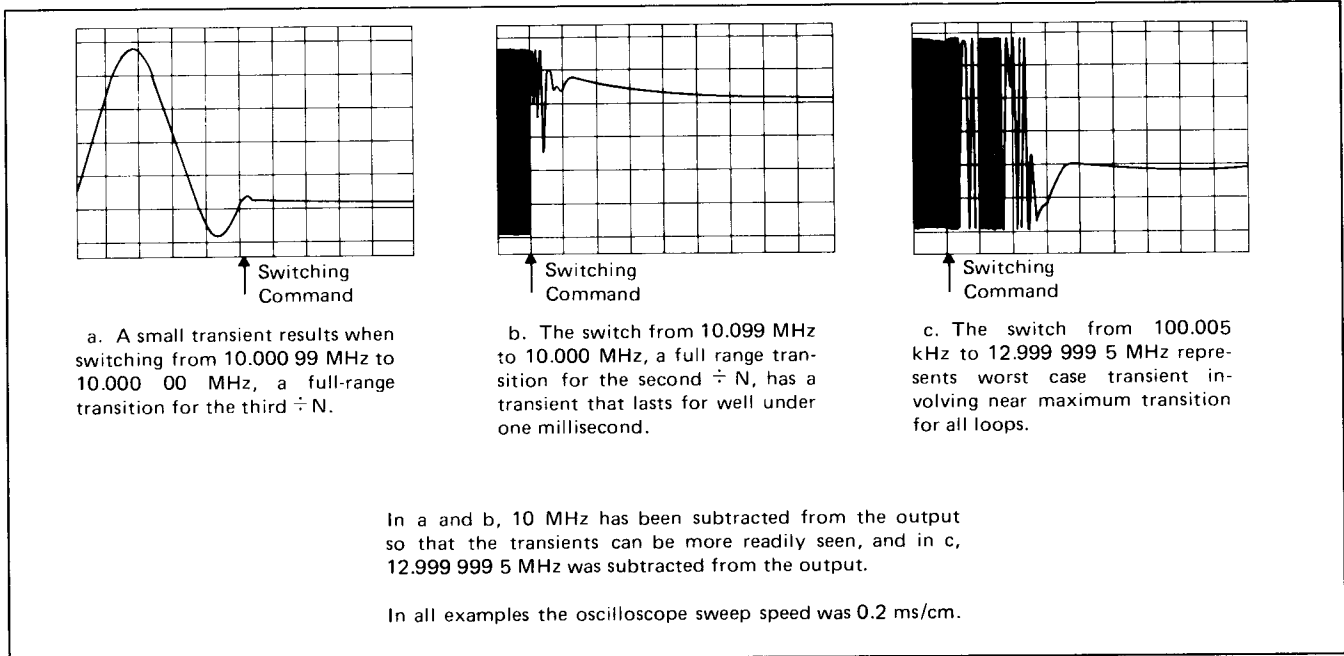 Switching
Command
a. A small transient results when
switching from 10.000 99 MHz to
10.000 00 MHz, a full-range
transition for the third ÷ N.
Switching
Command
b. The switch from 10.099 MHz
to 10.000 MHz, a full range tran-
sition for the second ÷ N, has a
transient that lasts for well under
one millisecond.
Switching
Command
c. The switch from 100.005
kHz to 12.999 999 5 MHz repre-
sents worst case transient in-
volving near maximum transition
for all loops.
In a and b, 10 MHz has been subtracted from the output
so that the transients can be more readily seen, and in c,
12.999 999 5 MHz was subtracted from the output.
In all examples the oscilloscope sweep speed was 0.2 ms/cm.